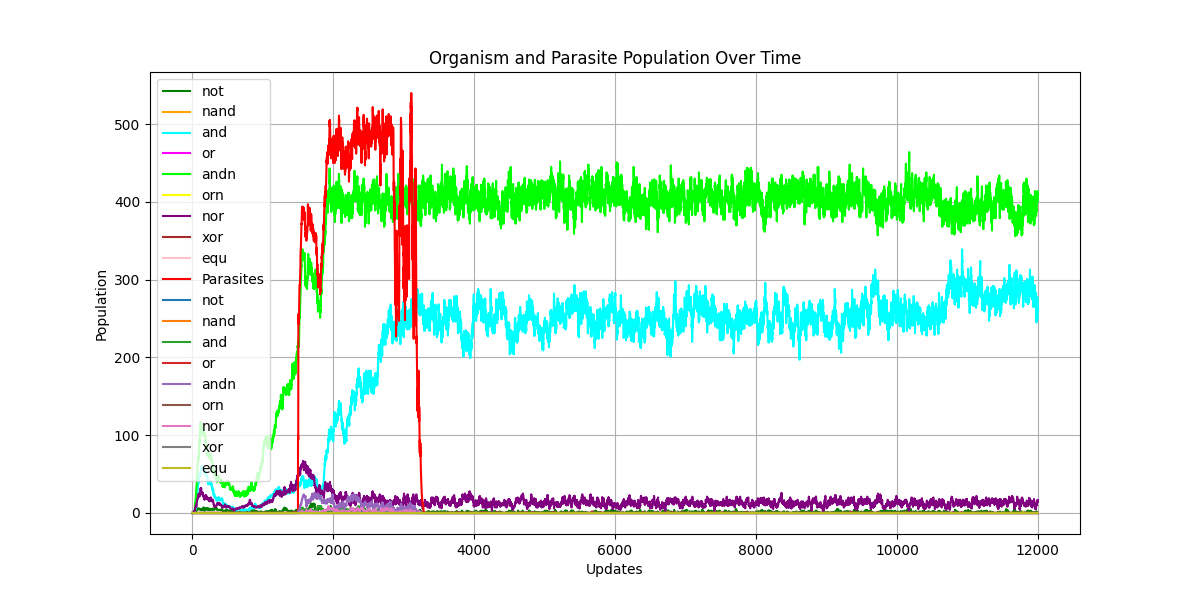 Organism and Parasite Population Over Time
Population
500
400
300
200
100
0
not
nand
and
or
andn
orn
nor
xor
equ
Parasites
not
nand
and
or
andn
orn
nor
xor
equ
0
2000
4000
6000
8000
10000
12000
Updates